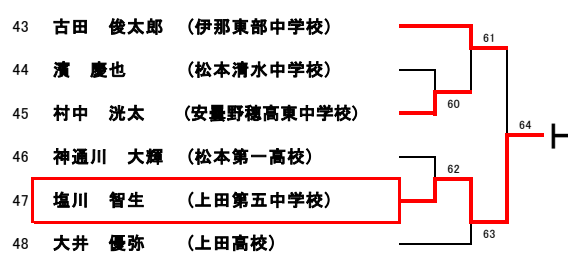 43 古田 俊太郎 （伊那東部中学校）
61
44 濱 慶也 （松本清水中学校）
60
45 村中 洸太 （安曇野穂高東中学校）
64
46 神通川 大輝 （松本第一高校）
62
47 塩川 智生 （上田第五中学校）
63
48 大井 優弥 （上田高校）